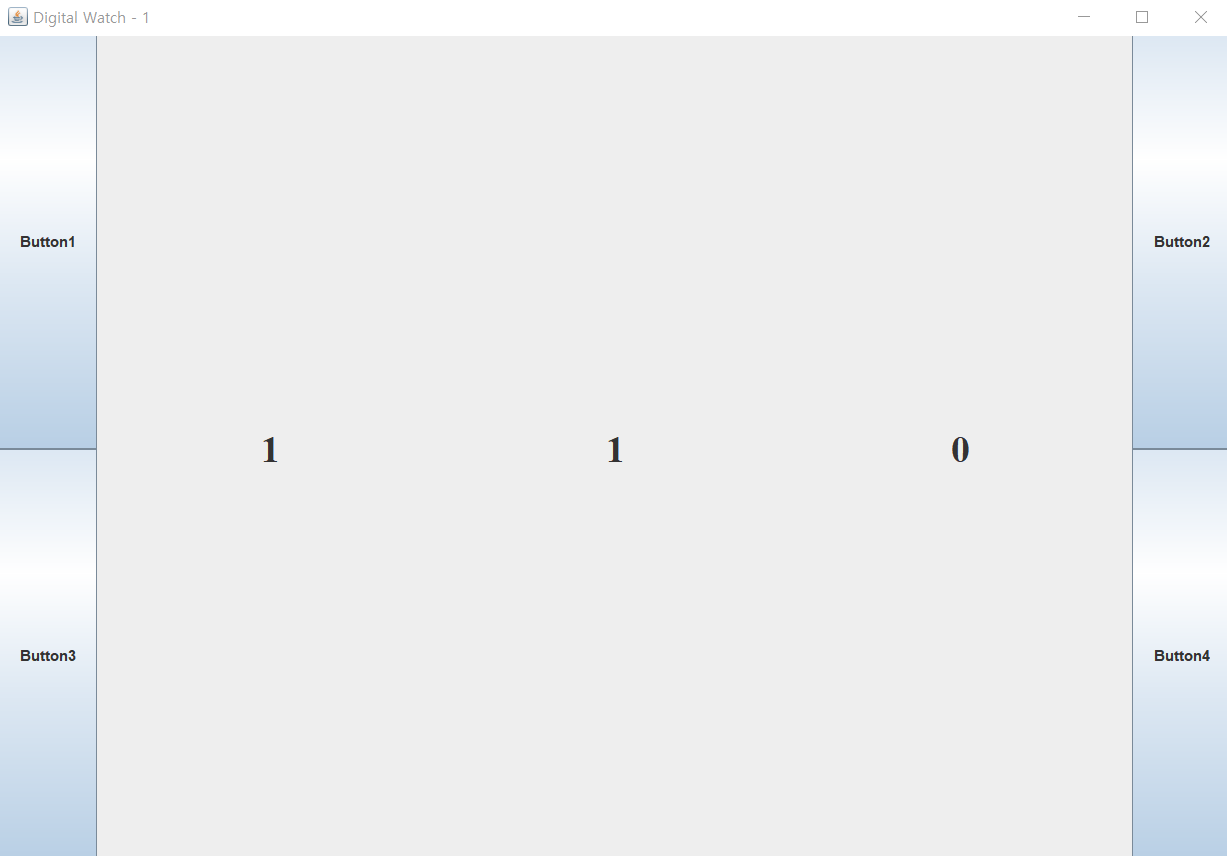 Digital Watch - 1
Button1
Button2
1 1 0
Button3
Button4